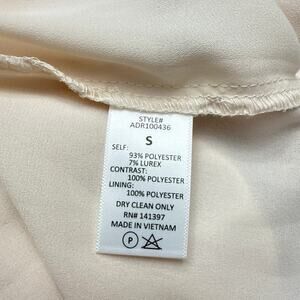 STYLE#
ADR100436
S
SELF:
93% POLYESTER
7% LUREX
CONTRAST:
100% POLYESTER
LINING:
100% POLYESTER
DRY CLEAN ONLY
RN# 141397
MADE IN VIETNAM
P